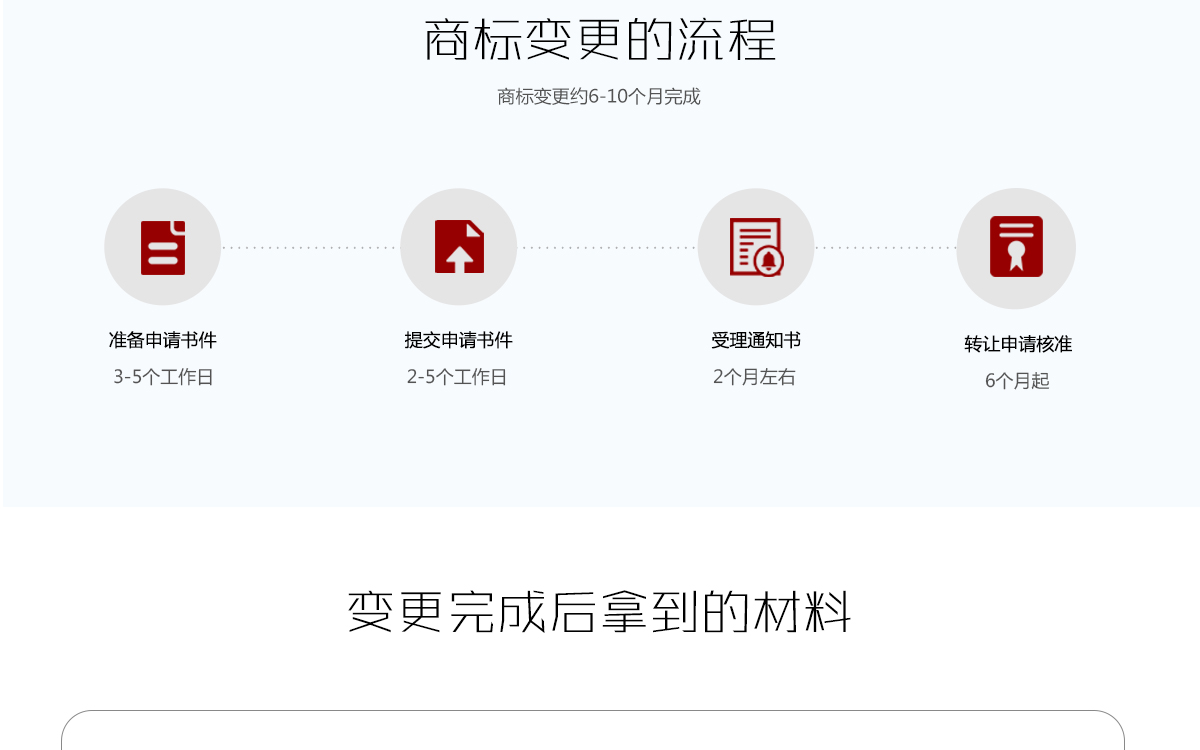 商标变更的流程
商标变更约6-10个月完成
准备申请书件
3-5个工作日
提交申请书件
2-5个工作日
受理通知书
2个月左右
转让申请核准
6个月起
变更完成后拿到的材料